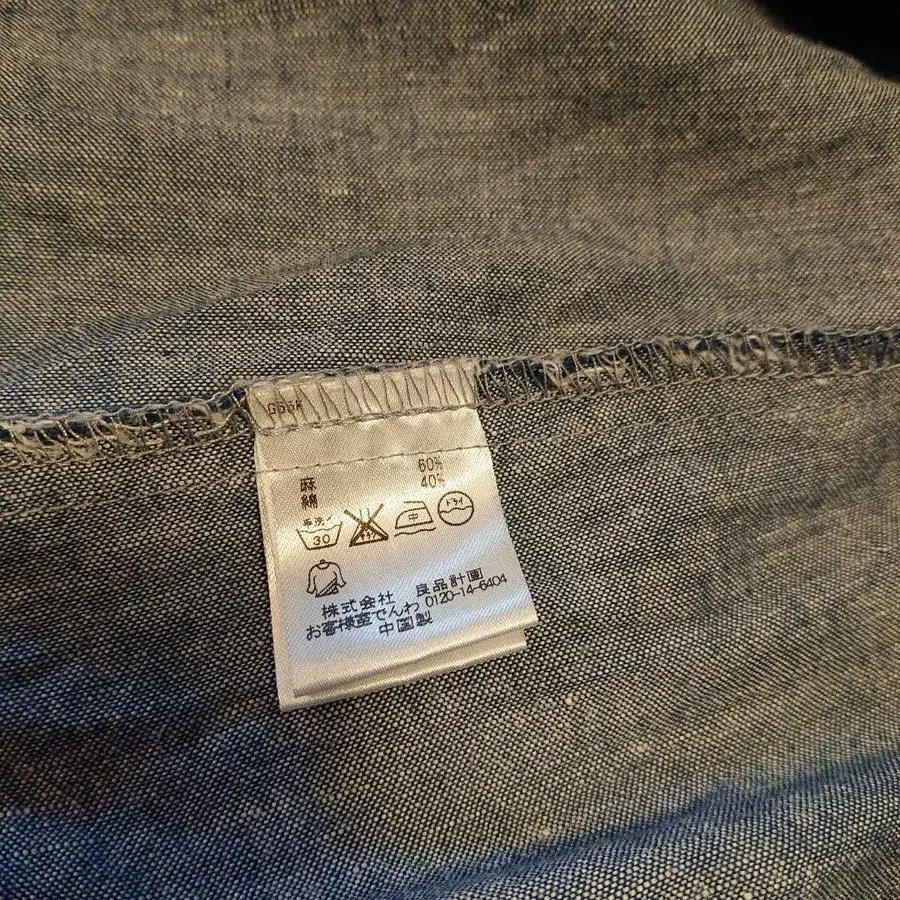 麻 60%
綿 40%
手洗イ
30 中 ドライ
株式会社 良品計画
お客様室でんわ 0120-14-6404
中国製